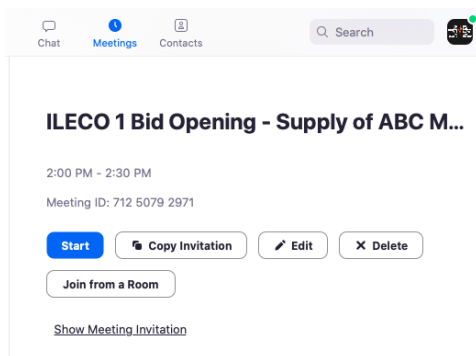 Chat Meetings Contacts Search
ILECO 1 Bid Opening - Supply of ABC M...
2:00 PM - 2:30 PM
Meeting ID: 712 5079 2971
Start Copy Invitation Edit Delete
Join from a Room
Show Meeting Invitation